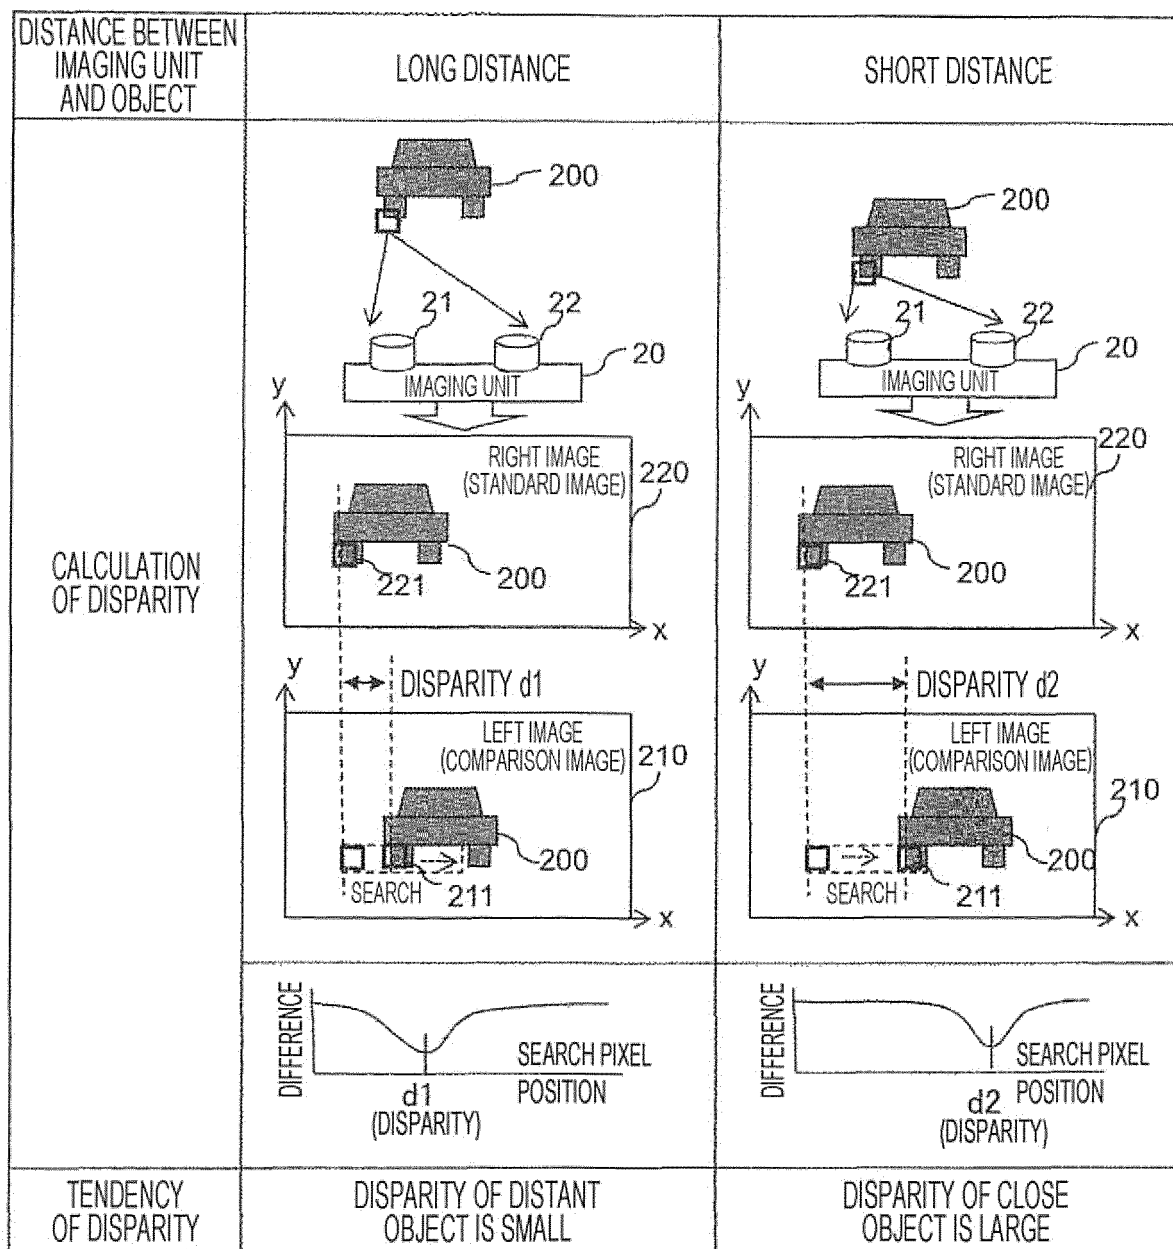 DISTANCE BETWEEN
IMAGING UNIT
AND OBJECT
LONG DISTANCE
SHORT DISTANCE
CALCULATION
OF DISPARITY
200
21
22
20
IMAGING UNIT
y
RIGHT IMAGE
(STANDARD IMAGE)
220
221
200
x
y
DISPARITY d1
LEFT IMAGE
(COMPARISON IMAGE)
210
200
SEARCH
211
x
DIFFERENCE
SEARCH PIXEL
POSITION
d1
(DISPARITY)
200
21
22
20
IMAGING UNIT
y
RIGHT IMAGE
(STANDARD IMAGE)
220
221
200
x
y
DISPARITY d2
LEFT IMAGE
(COMPARISON IMAGE)
210
200
SEARCH
211
x
DIFFERENCE
SEARCH PIXEL
POSITION
d2
(DISPARITY)
TENDENCY
OF DISPARITY
DISPARITY OF DISTANT
OBJECT IS SMALL
DISPARITY OF CLOSE
OBJECT IS LARGE